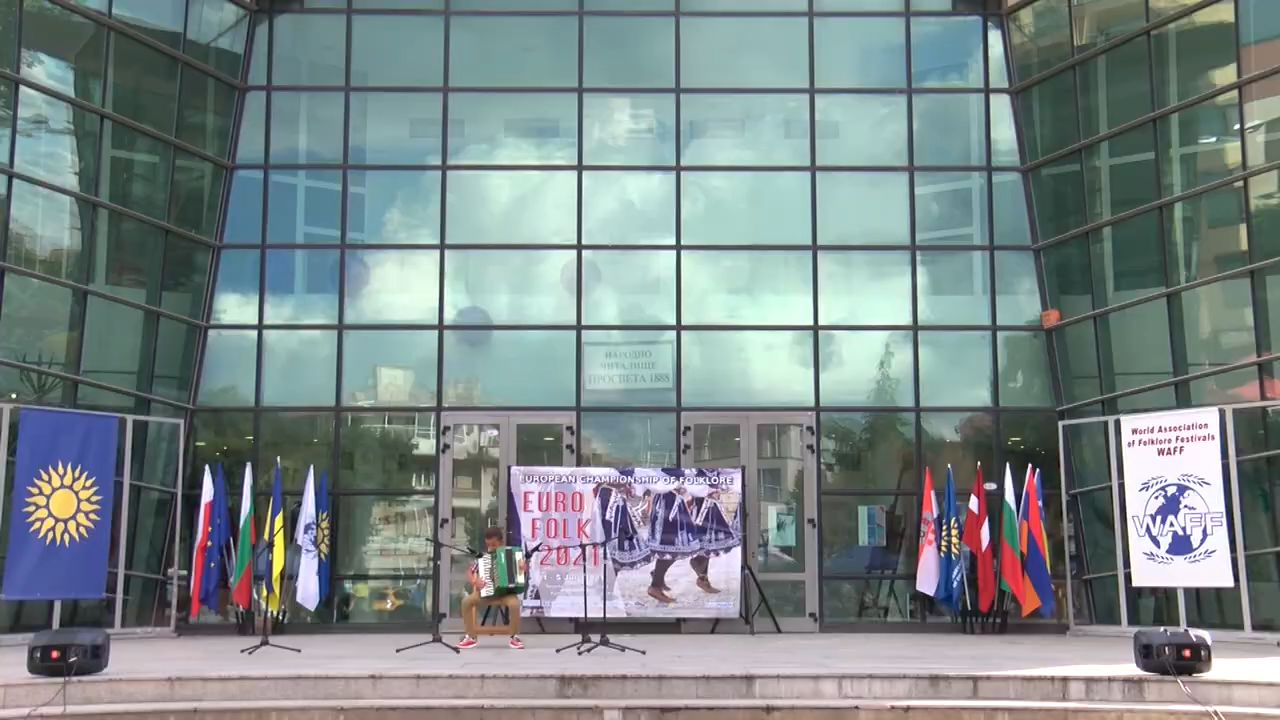 НАРОДНО
ЧИТАЛИЩЕ
ПРОСВЕТА 1888
EUROPEAN CHAMPIONSHIP OF FOLKLORE
EURO
FOLK
2021
World Association
of Folklore Festivals
WAFF
WAFF